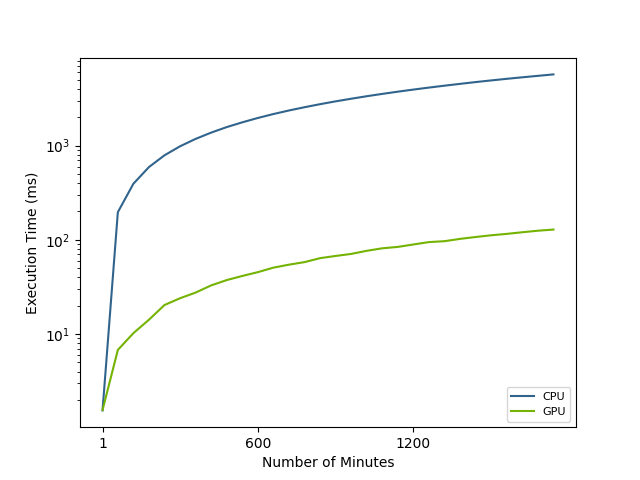 Execution Time (ms)
10³
10²
10¹
1
600
1200
Number of Minutes
CPU
GPU